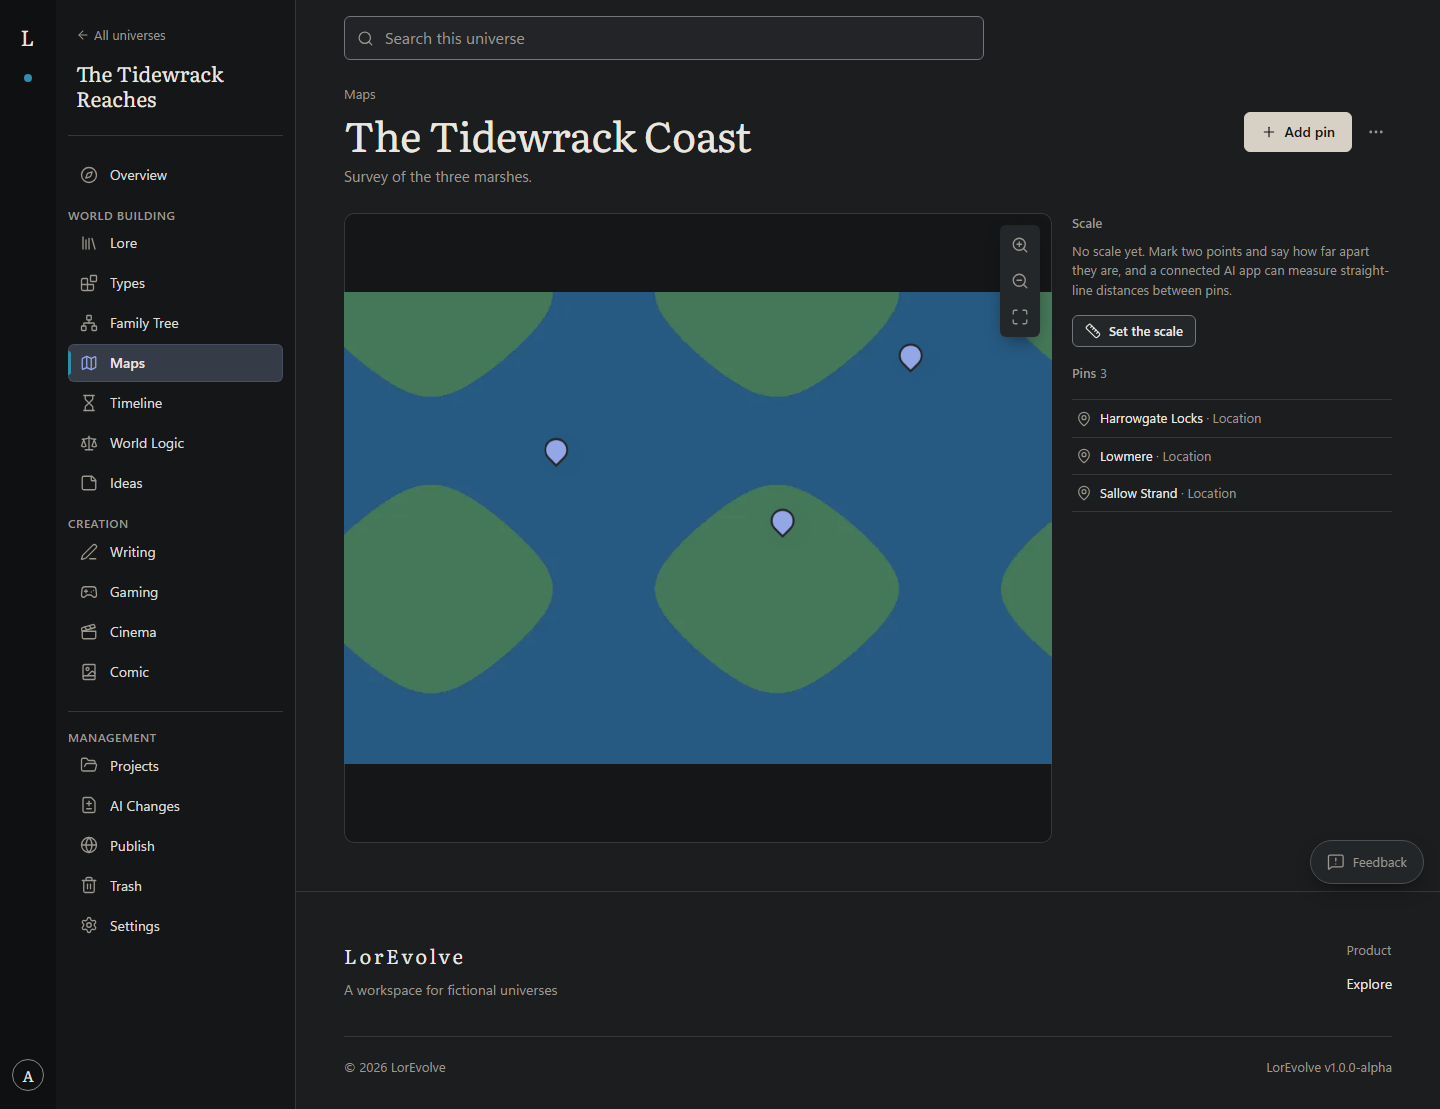 L
All universes
The Tidewrack
Reaches
Overview
WORLD BUILDING
Lore
Types
Family Tree
Maps
Timeline
World Logic
Ideas
CREATION
Writing
Gaming
Cinema
Comic
MANAGEMENT
Projects
AI Changes
Publish
Trash
Settings
A
Search this universe
Maps
The Tidewrack Coast
Survey of the three marshes.
Add pin
Scale
No scale yet. Mark two points and say how far apart
they are, and a connected AI app can measure straight-
line distances between pins.
Set the scale
Pins 3
Harrowgate Locks · Location
Lowmere · Location
Sallow Strand · Location
Feedback
LorEvolve
A workspace for fictional universes
Product
Explore
© 2026 LorEvolve
LorEvolve v1.0.0-alpha